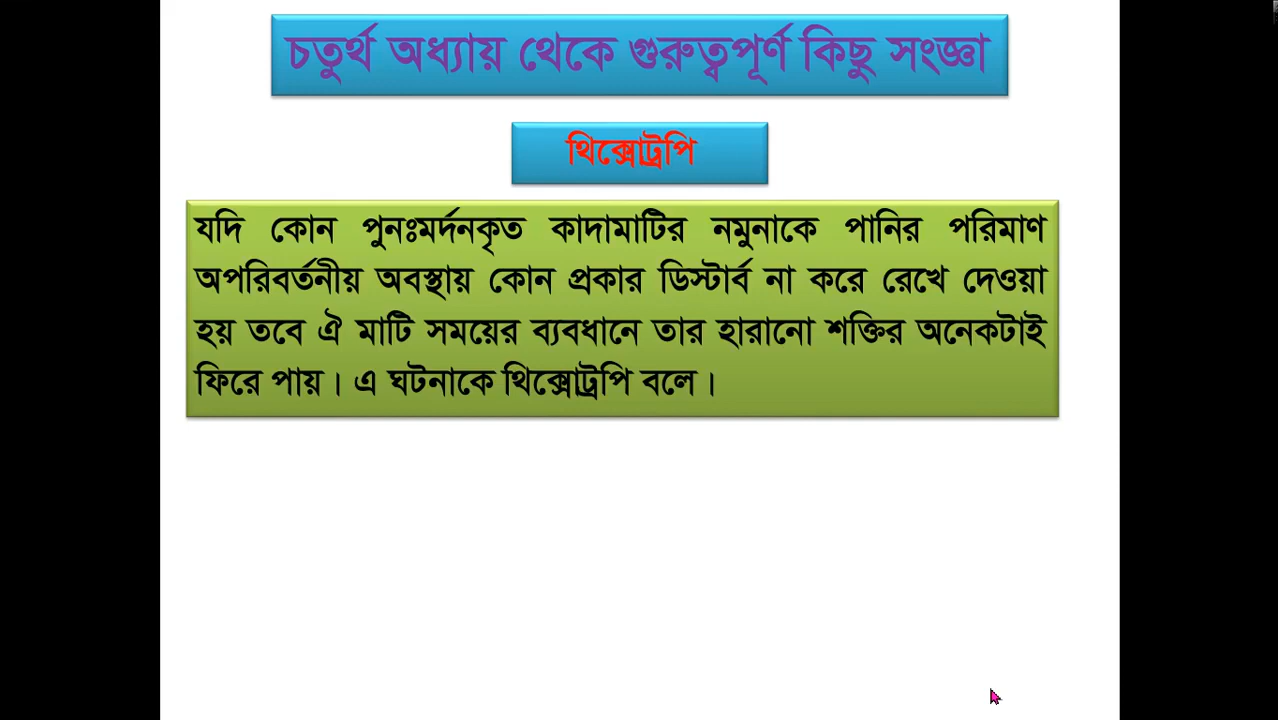 চতুর্থ অধ্যায় থেকে গুরুত্বপূর্ণ কিছু সংজ্ঞা
থিক্সোট্রপি
যদি কোন পুনঃমর্দনকৃত কাদামাটির নমুনাকে পানির পরিমাণ
অপরিবর্তনীয় অবস্থায় কোন প্রকার ডিস্টার্ব না করে রেখে দেওয়া
হয় তবে ঐ মাটি সময়ের ব্যবধানে তার হারানো শক্তির অনেকটাই
ফিরে পায়। এ ঘটনাকে থিক্সোট্রপি বলে।